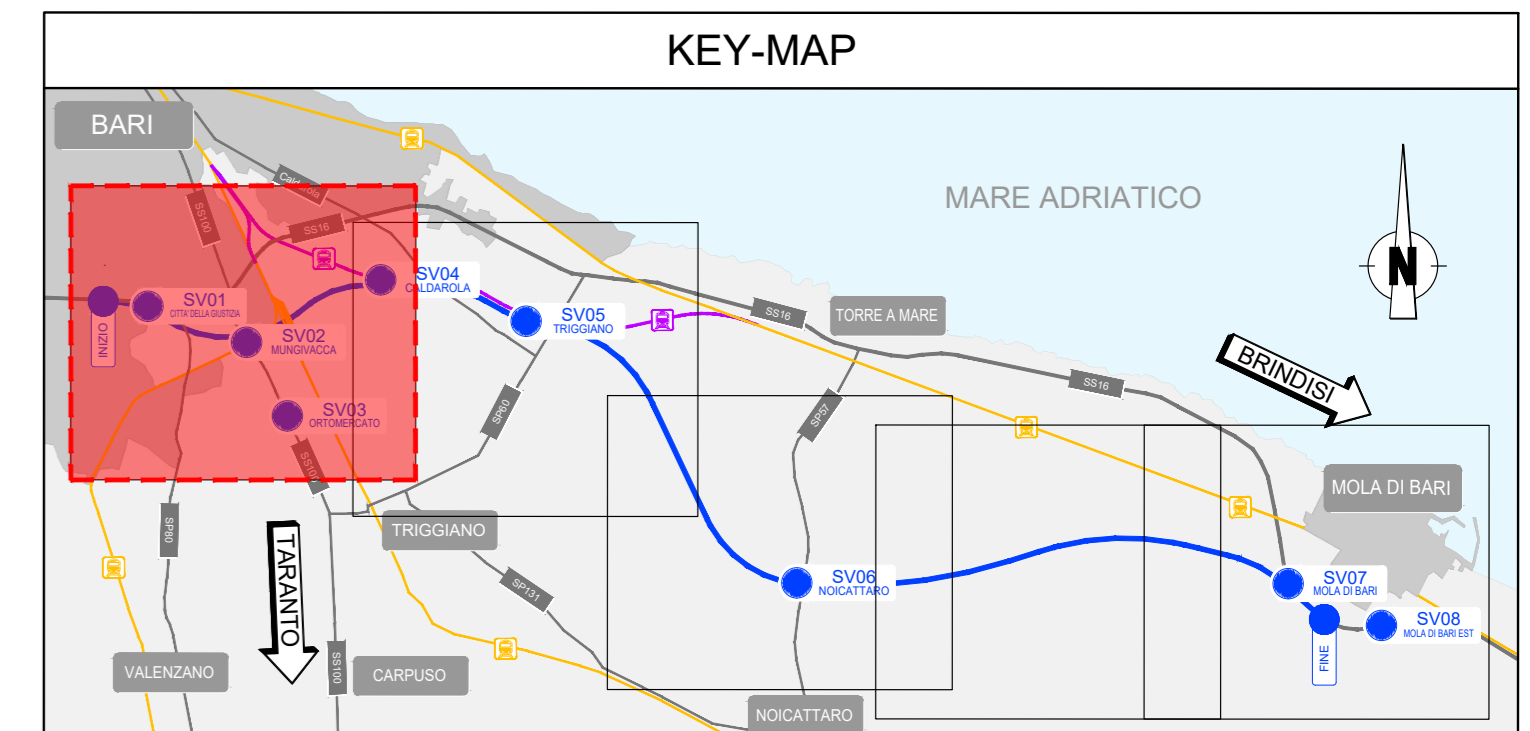 KEY-MAP
BARI
MARE ADRIATICO
Caldarola
SS100
SS16
N
SV01
CITTA' DELLA GIUSTIZIA
INIZIO
SV02
MUNGIVACCA
SV03
ORTOMERCATO
SV04
CALDAROLA
SV05
TRIGGIANO
SS16
TORRE A MARE
BRINDISI
SS16
SP60
SP57
SS100
MOLA DI BARI
TRIGGIANO
SP80
TARANTO
SP131
SV06
NOICATTARO
SV07
MOLA DI BARI
SV08
MOLA DI BARI EST
FINE
VALENZANO
SS100
CARPUSO
NOICATTARO